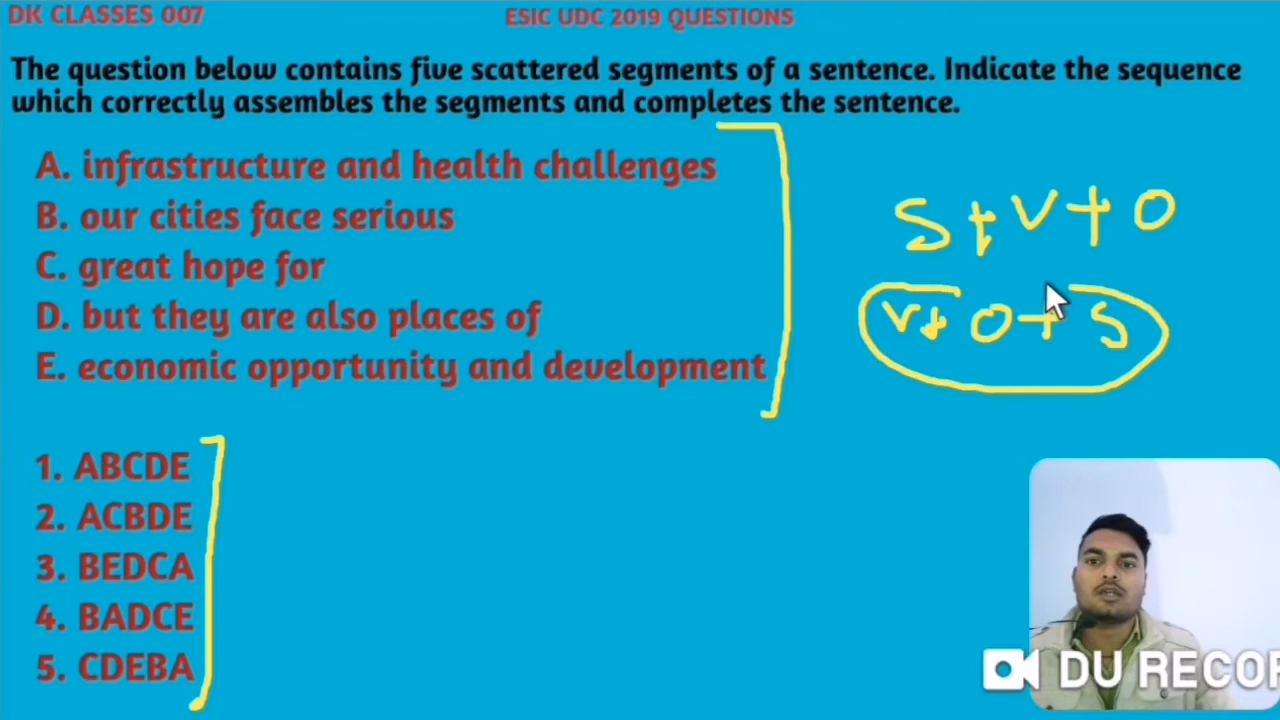 DK CLASSES 007
ESIC UDC 2019 QUESTIONS
The question below contains five scattered segments of a sentence. Indicate the sequence
which correctly assembles the segments and completes the sentence.
A. infrastructure and health challenges
B. our cities face serious
C. great hope for
D. but they are also places of
E. economic opportunity and development
S+V+O
V+O+S
1. ABCDE
2. ACBDE
3. BEDCA
4. BADCE
5. CDEBA
DU RECOR